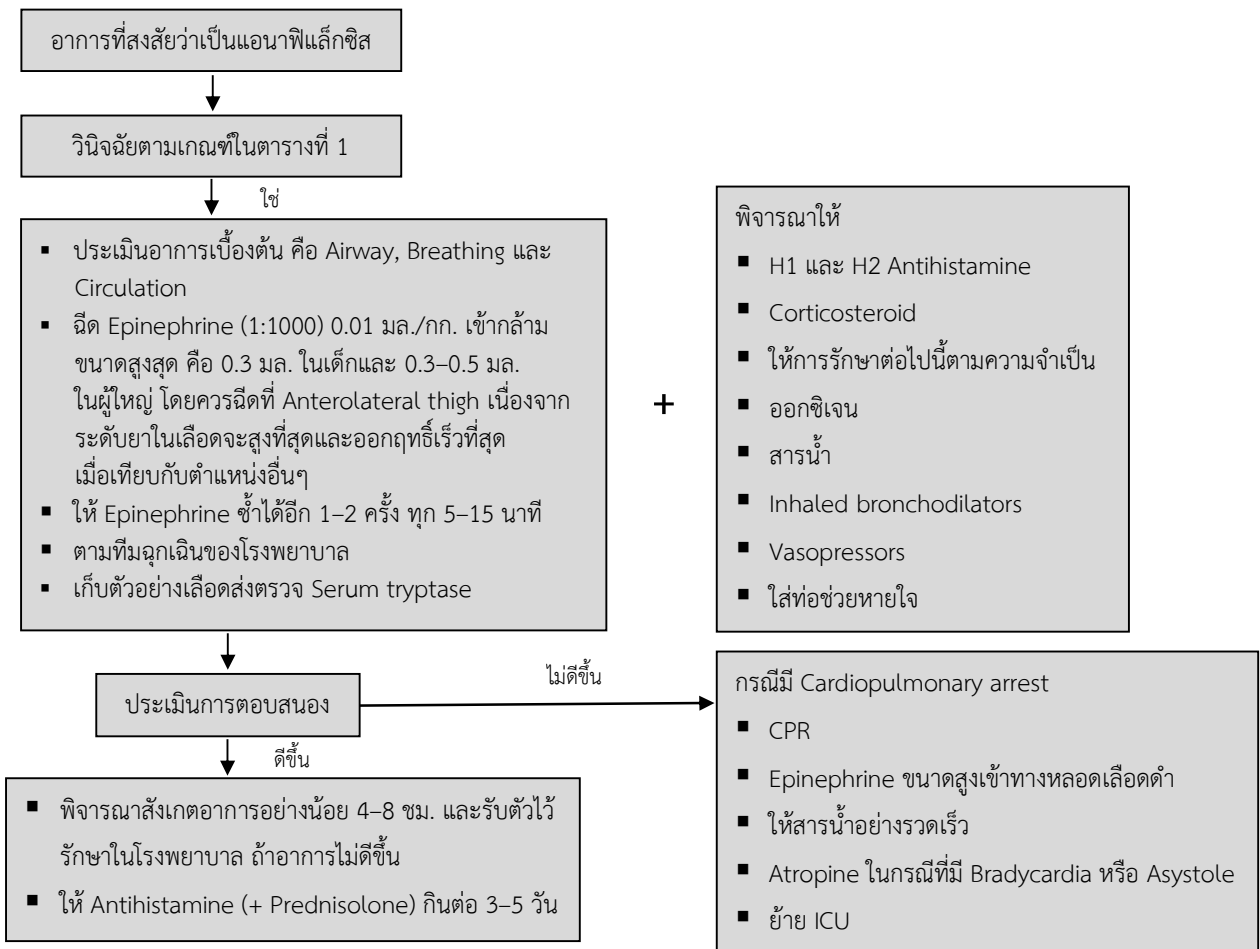 อาการที่สงสัยว่าเป็นแอนาฟิแล็กซิส
วินิจฉัยตามเกณฑ์ในตารางที่ 1
ใช่
▪ ประเมินอาการเบื้องต้น คือ Airway, Breathing และ
Circulation
▪ ฉีด Epinephrine (1:1000) 0.01 มล./กก. เข้ากล้าม
ขนาดสูงสุด คือ 0.3 มล. ในเด็กและ 0.3–0.5 มล.
ในผู้ใหญ่ โดยควรฉีดที่ Anterolateral thigh เนื่องจาก
ระดับยาในเลือดจะสูงที่สุดและออกฤทธิ์เร็วที่สุด
เมื่อเทียบกับตำแหน่งอื่นๆ
▪ ให้ Epinephrine ซ้ำได้อีก 1–2 ครั้ง ทุก 5–15 นาที
▪ ตามทีมฉุกเฉินของโรงพยาบาล
▪ เก็บตัวอย่างเลือดส่งตรวจ Serum tryptase
+
พิจารณาให้
▪ H1 และ H2 Antihistamine
▪ Corticosteroid
▪ ให้การรักษาต่อไปนี้ตามความจำเป็น
▪ ออกซิเจน
▪ สารน้ำ
▪ Inhaled bronchodilators
▪ Vasopressors
▪ ใส่ท่อช่วยหายใจ
ประเมินการตอบสนอง
ไม่ดีขึ้น
กรณีมี Cardiopulmonary arrest
▪ CPR
▪ Epinephrine ขนาดสูงเข้าทางหลอดเลือดดำ
▪ ให้สารน้ำอย่างรวดเร็ว
▪ Atropine ในกรณีที่มี Bradycardia หรือ Asystole
▪ ย้าย ICU
ดีขึ้น
▪ พิจารณาสังเกตอาการอย่างน้อย 4–8 ชม. และรับตัวไว้
รักษาในโรงพยาบาล ถ้าอาการไม่ดีขึ้น
▪ ให้ Antihistamine (+ Prednisolone) กินต่อ 3–5 วัน